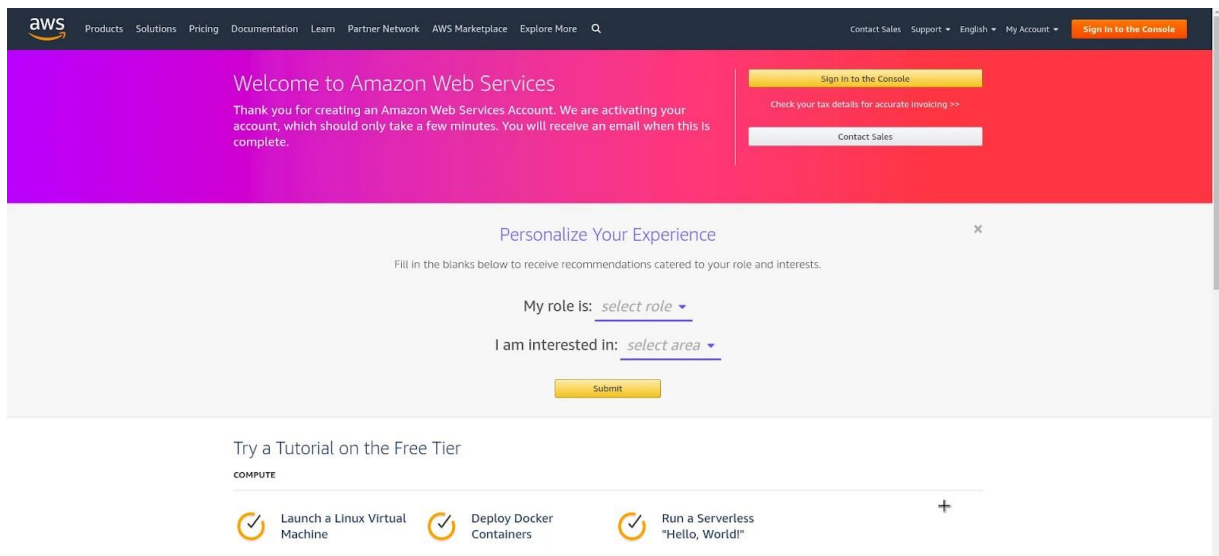 aws
Products Solutions Pricing Documentation Learn Partner Network AWS Marketplace Explore More
Contact Sales Support English My Account Sign In to the Console
Welcome to Amazon Web Services
Thank you for creating an Amazon Web Services Account. We are activating your
account, which should only take a few minutes. You will receive an email when this is
complete.
Sign In to the Console
Check your tax details for accurate invoicing >>
Contact Sales
Personalize Your Experience
×
Fill in the blanks below to receive recommendations catered to your role and interests.
My role is: select role
I am interested in: select area
Submit
Try a Tutorial on the Free Tier
COMPUTE
Launch a Linux Virtual
Machine
Deploy Docker
Containers
Run a Serverless
"Hello, World!"